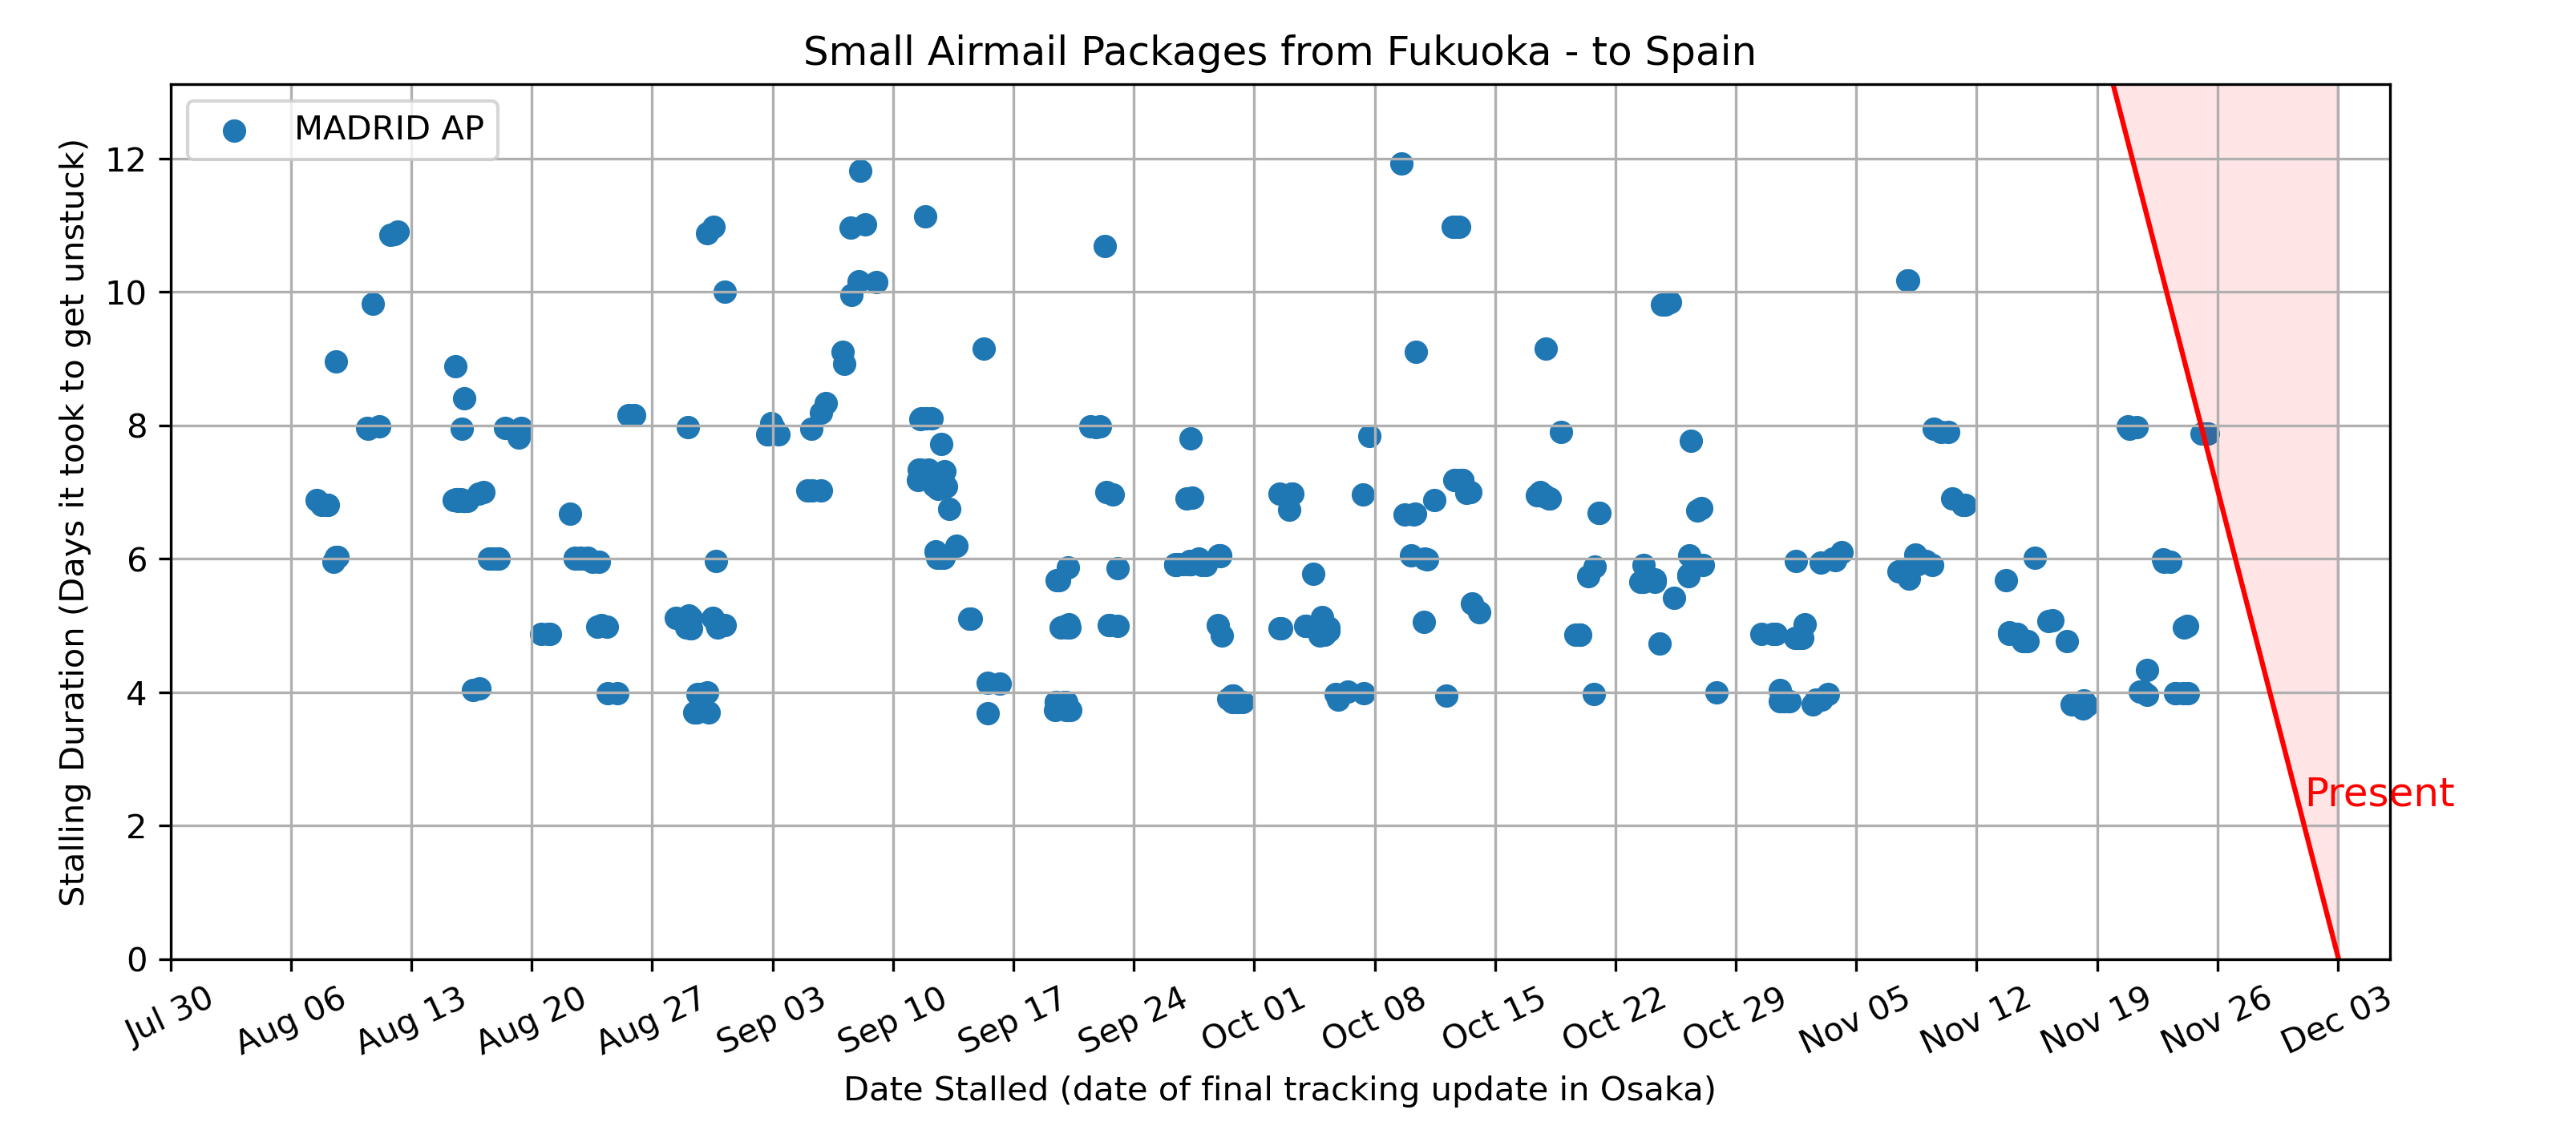 Small Airmail Packages from Fukuoka - to Spain
MADRID AP
Stalling Duration (Days it took to get unstuck)
12
10
8
6
4
2
0
Present
Jul 30
Aug 06
Aug 13
Aug 20
Aug 27
Sep 03
Sep 10
Sep 17
Sep 24
Oct 01
Oct 08
Oct 15
Oct 22
Oct 29
Nov 05
Nov 12
Nov 19
Nov 26
Dec 03
Date Stalled (date of final tracking update in Osaka)